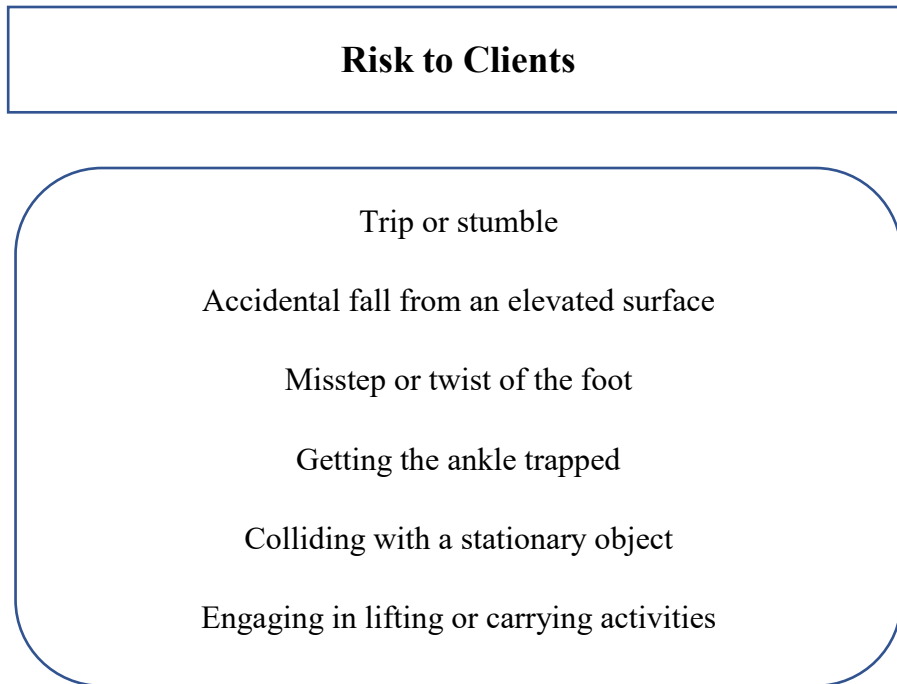 Risk to Clients
Trip or stumble
Accidental fall from an elevated surface
Misstep or twist of the foot
Getting the ankle trapped
Colliding with a stationary object
Engaging in lifting or carrying activities